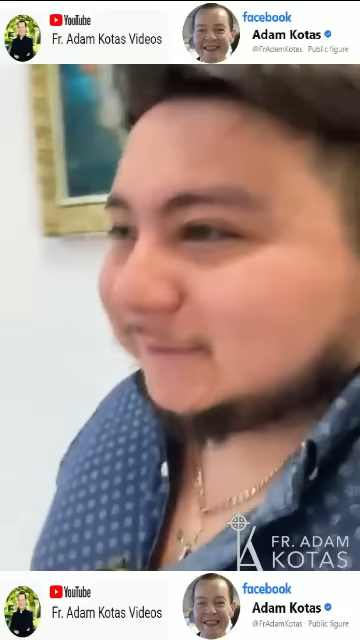 YouTube
Fr. Adam Kotas Videos
facebook
Adam Kotas
@FrAdamKotas · Public figure
FR. ADAM
KOTAS
YouTube
Fr. Adam Kotas Videos
facebook
Adam Kotas
@FrAdamKotas · Public figure